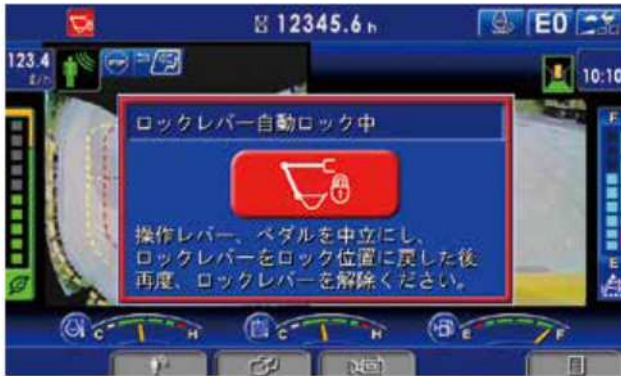 12345.6 h
E0
123.4
STOP
10:10
F
ロックレバー自動ロック中
操作レバー、ペダルを中立にし、
ロックレバーをロック位置に戻した後
再度、ロックレバーを解除ください。
E
C H
C H
E F